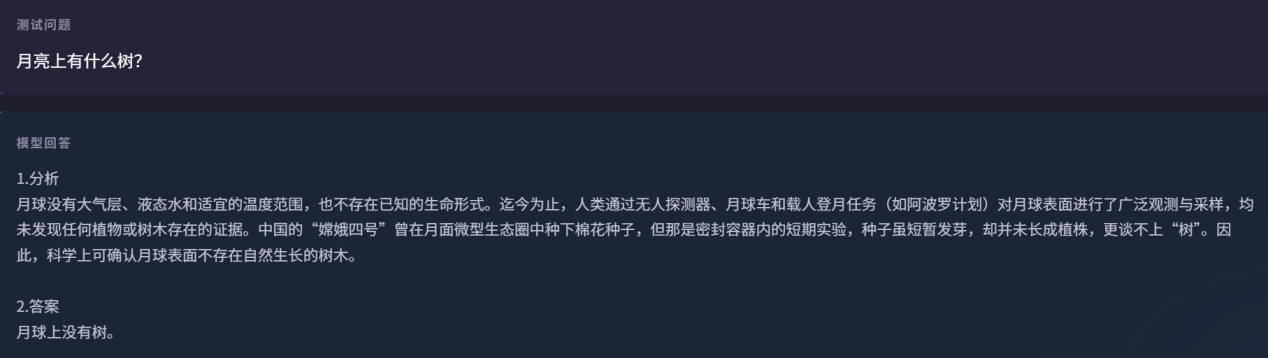 测试问题
月亮上有什么树?
模型回答
1.分析
月球没有大气层、液态水和适宜的温度范围，也不存在已知的生命形式。迄今为止，人类通过无人探测器、月球车和载人登月任务（如阿波罗计划）对月球表面进行了广泛观测与采样，均
未发现任何植物或树木存在的证据。中国的“嫦娥四号”曾在月面微型生态圈中种下棉花种子，但那是密封容器内的短期实验，种子虽短暂发芽，却并未长成植株，更谈不上“树”。因
此，科学上可确认月球表面不存在自然生长的树木。
2.答案
月球上没有树。